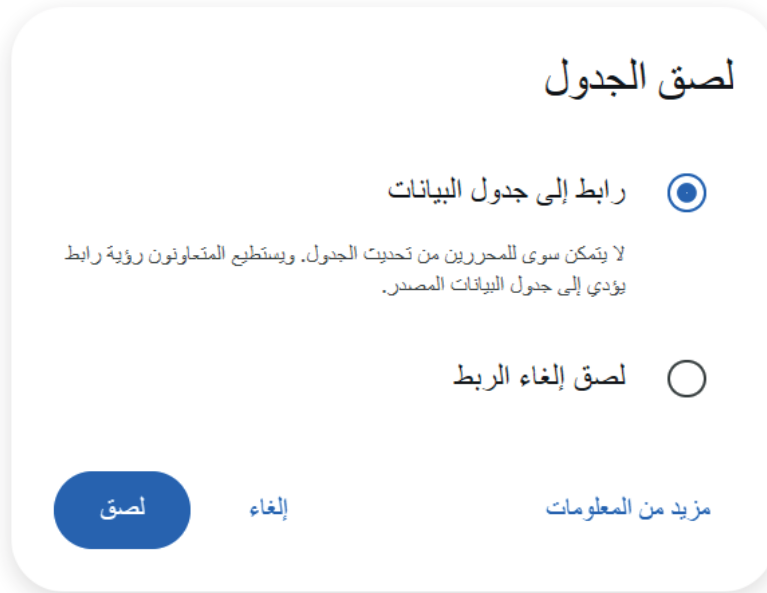 لصق الجدول
رابط إلى جدول البيانات
لا يتمكن سوى للمحررين من تحديث الجدول. ويستطيع المتعاونون رؤية رابط
يؤدي إلى جدول البيانات المصدر.
لصق إلغاء الربط
مزيد من المعلومات
إلغاء
لصق